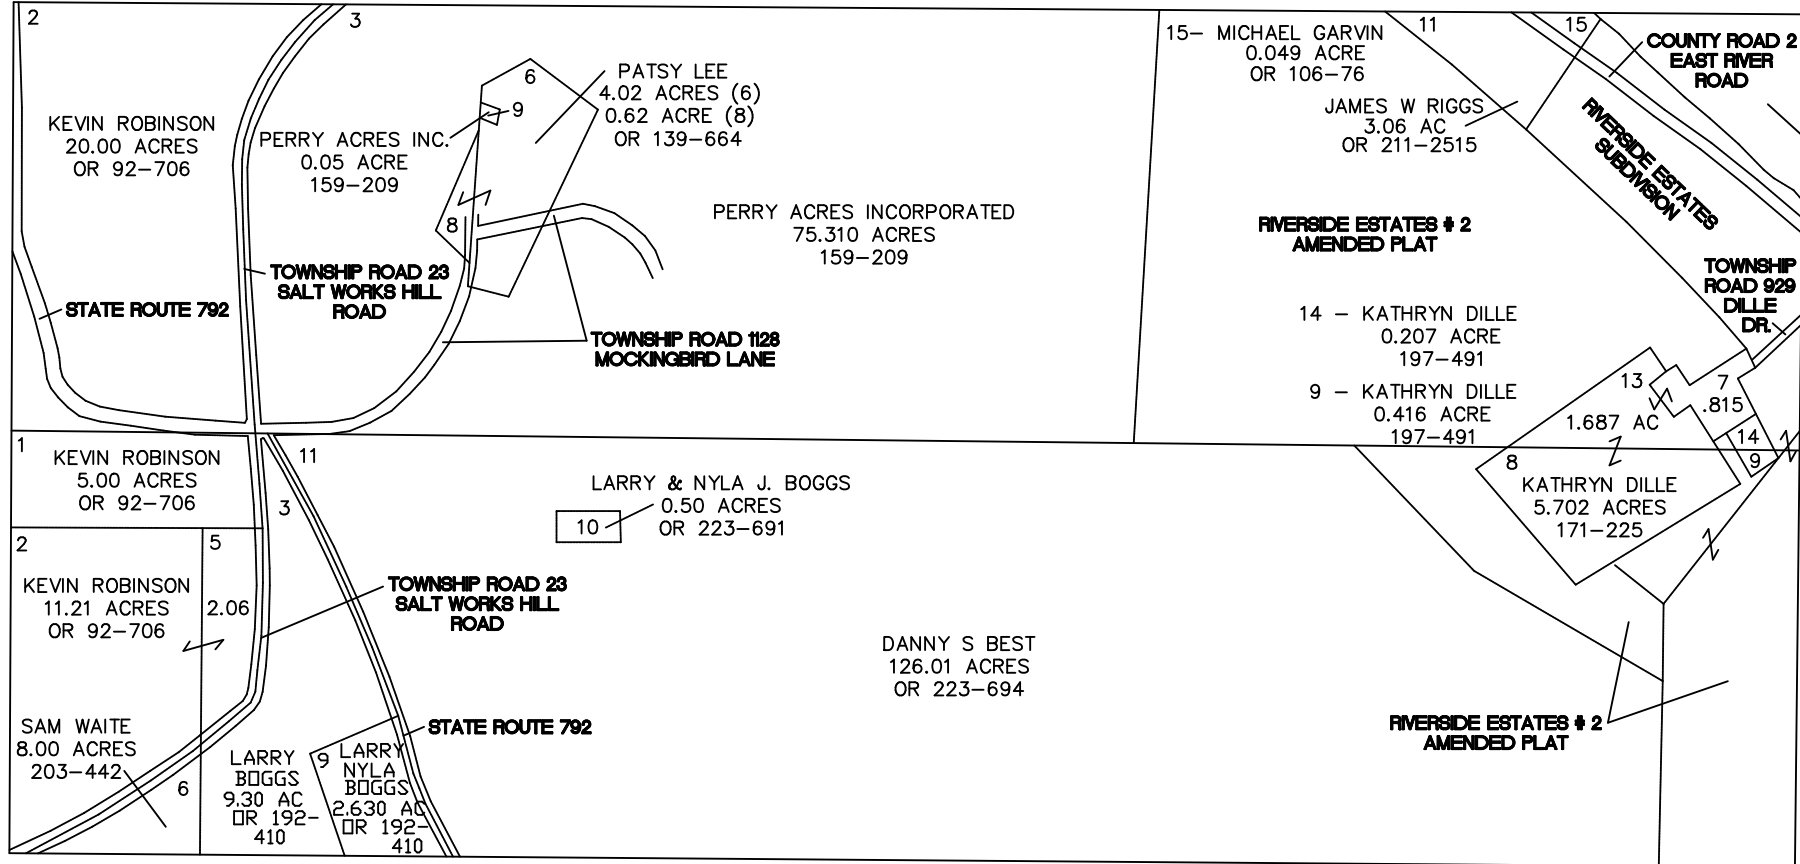 2
3
KEVIN ROBINSON
20.00 ACRES
OR 92-706
PERRY ACRES INC.
0.05 ACRE
159-209
6
9
8
PATSY LEE
4.02 ACRES (6)
0.62 ACRE (8)
OR 139-664
PERRY ACRES INCORPORATED
75.310 ACRES
159-209
STATE ROUTE 792
TOWNSHIP ROAD 23
SALT WORKS HILL
ROAD
TOWNSHIP ROAD 1128
MOCKINGBIRD LANE
15- MICHAEL GARVIN
0.049 ACRE
OR 106-76
11
15
COUNTY ROAD 2
EAST RIVER
ROAD
JAMES W RIGGS
3.06 AC
OR 211-2515
RIVERSIDE ESTATES
SUBDIVISION
RIVERSIDE ESTATES # 2
AMENDED PLAT
TOWNSHIP
ROAD 929
DILLE
DR.
14 - KATHRYN DILLE
0.207 ACRE
197-491
9 - KATHRYN DILLE
0.416 ACRE
197-491
13
7
.815
1.687 AC
14
9
8
KATHRYN DILLE
5.702 ACRES
171-225
1
KEVIN ROBINSON
5.00 ACRES
OR 92-706
11
3
LARRY & NYLA J. BOGGS
0.50 ACRES
OR 223-691
10
2
5
KEVIN ROBINSON
11.21 ACRES
OR 92-706
2.06
TOWNSHIP ROAD 23
SALT WORKS HILL
ROAD
DANNY S BEST
126.01 ACRES
OR 223-694
SAM WAITE
8.00 ACRES
203-442
6
LARRY
BOGGS
9.30 AC
OR 192-
410
9
LARRY
NYLA
BOGGS
2.630 AC
OR 192-
410
STATE ROUTE 792
RIVERSIDE ESTATES # 2
AMENDED PLAT